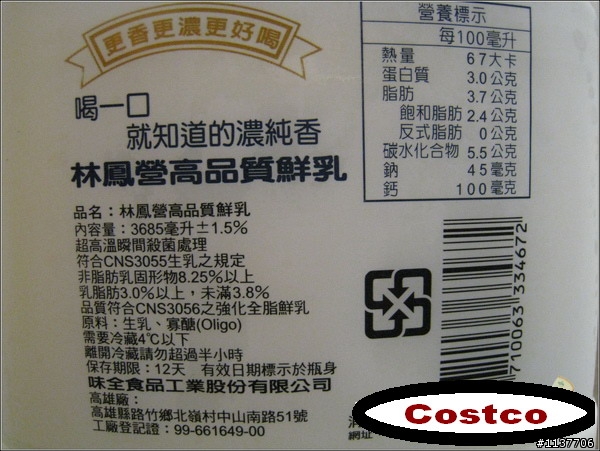 更香更濃更好喝
喝一口
就知道的濃純香
林鳳營高品質鮮乳
品名：林鳳營高品質鮮乳
內容量：3685毫升±1.5%
超高溫瞬間殺菌處理
符合CNS3055生乳之規定
非脂肪乳固形物8.25%以上
乳脂肪3.0%以上，未滿3.8%
品質符合CNS3056之強化全脂鮮乳
原料：生乳、寡醣(Oligo)
需要冷藏4℃以下
離開冷藏請勿超過半小時
保存期限：12天 有效日期標示於瓶身
味全食品工業股份有限公司
高雄廠：
高雄縣路竹鄉北嶺村中山南路51號
工廠登記證：99-661649-00
營養標示
每100毫升
熱量 67大卡
蛋白質 3.0公克
脂肪 3.7公克
飽和脂肪 2.4公克
反式脂肪 0公克
碳水化合物 5.5公克
鈉 45毫克
鈣 100毫克
710063 334672
Costco
網址
#1137706